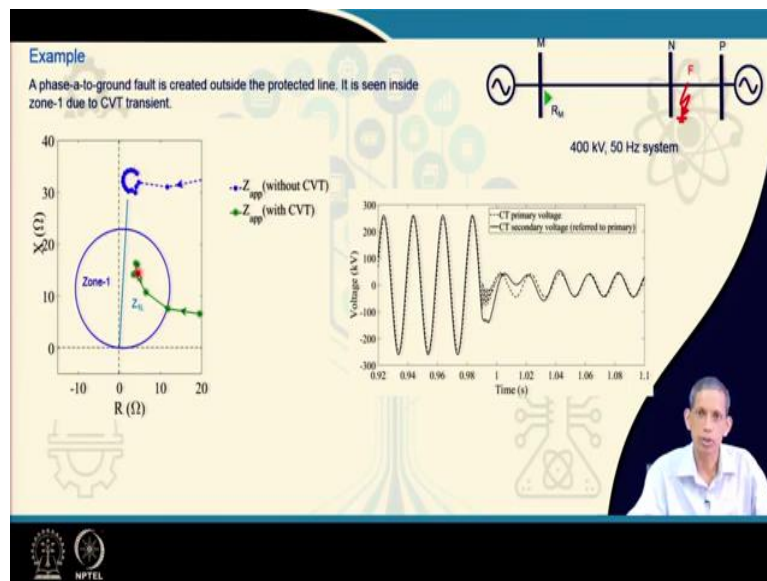 Example
A phase-a-to-ground fault is created outside the protected line. It is seen inside
zone-1 due to CVT transient.
M
N
P
F
RM
400 kV, 50 Hz system
40
30
20
10
0
X (Ω)
-10
0
10
20
R (Ω)
Zone-1
Z1L
Zapp(without CVT)
Zapp(with CVT)
300
200
100
0
-100
-200
-300
Voltage (kV)
CT primary voltage
CT secondary voltage (referred to primary)
0.92
0.94
0.96
0.98
1
1.02
1.04
1.06
1.08
1.1
Time (s)
NPTEL